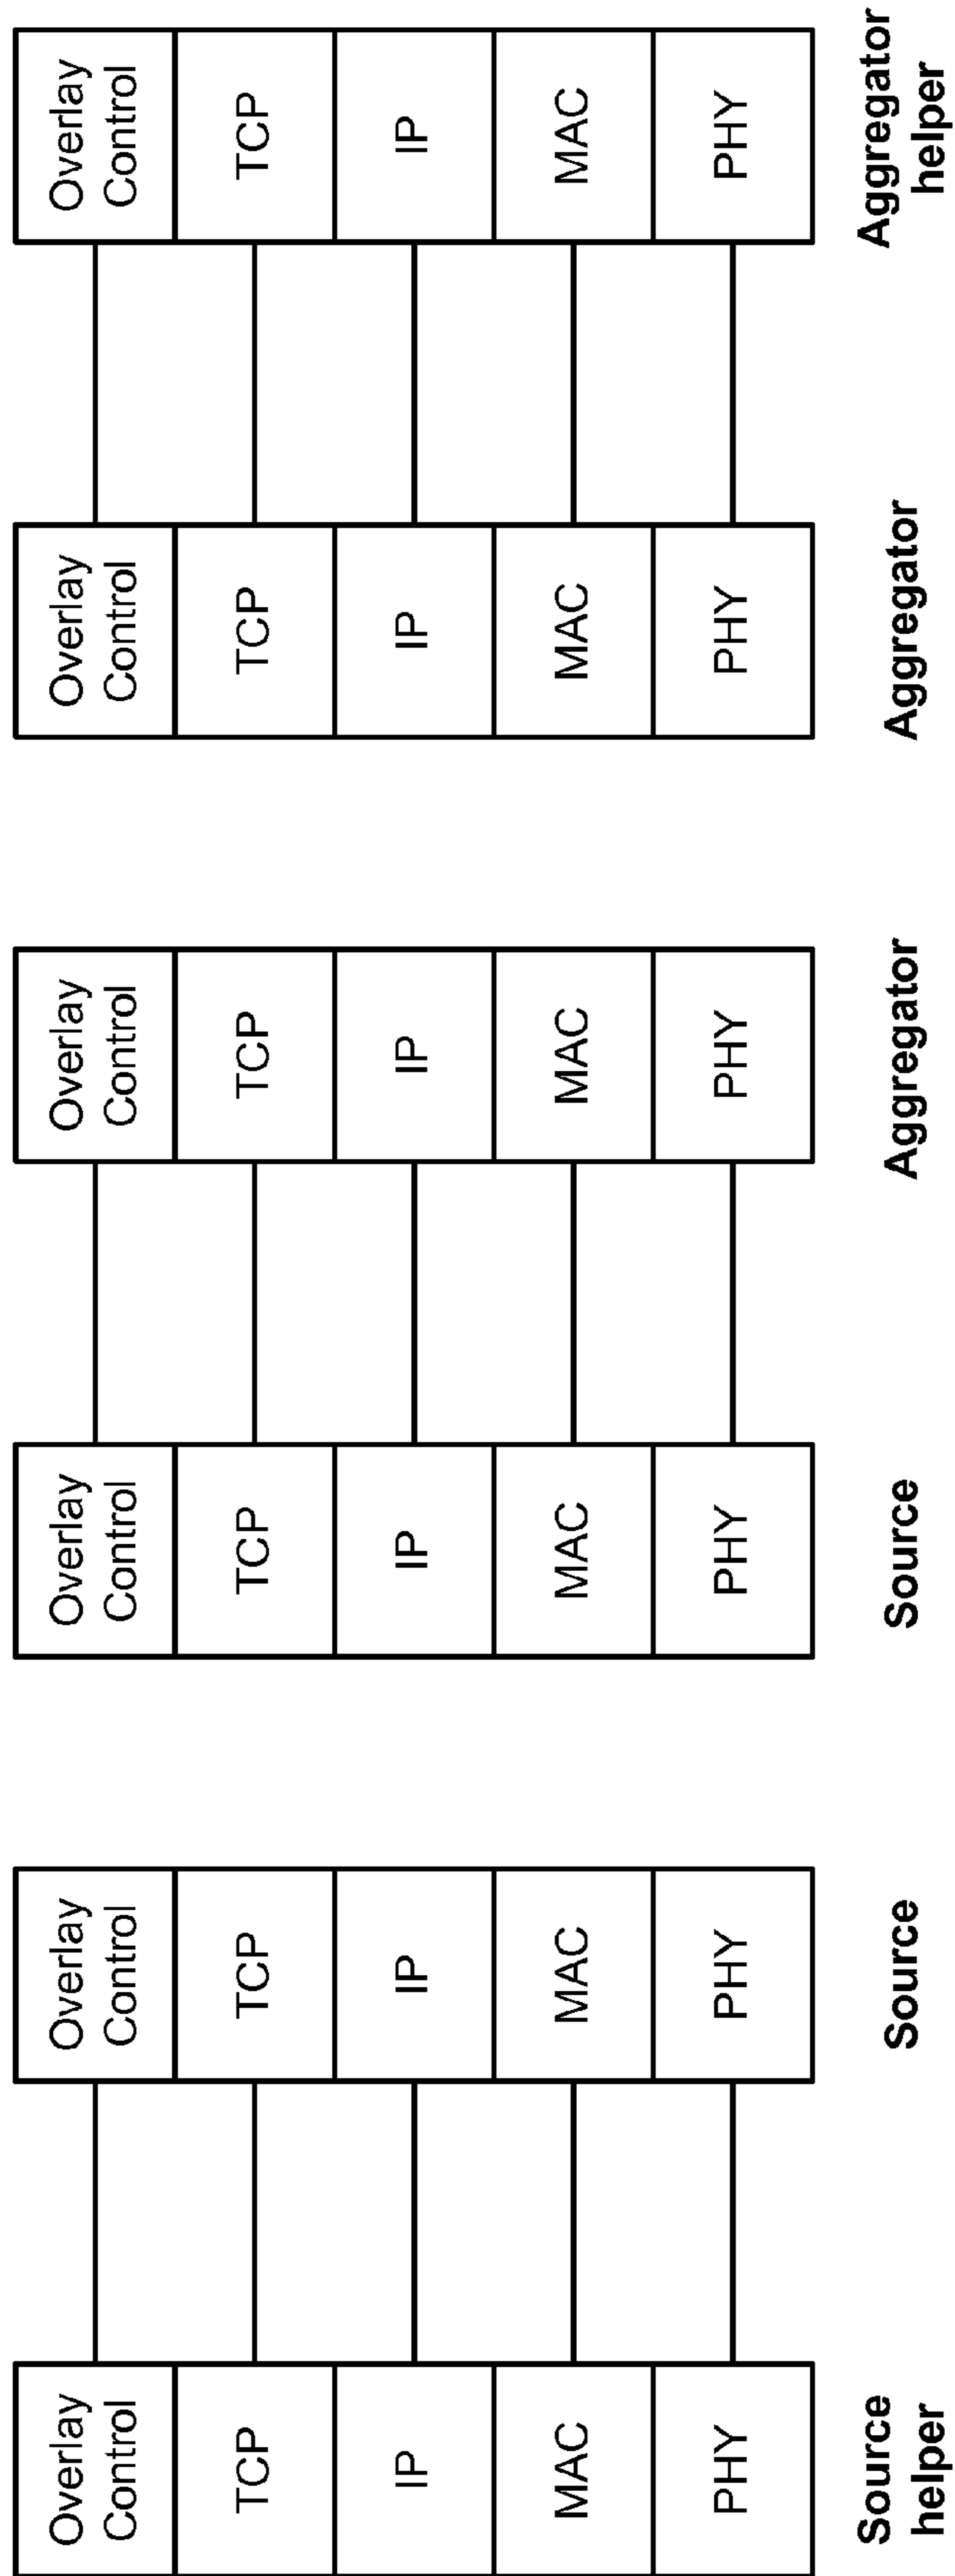 Overlay
Control
TCP
IP
MAC
PHY
Source
helper
Overlay
Control
TCP
IP
MAC
PHY
Source
Overlay
Control
TCP
IP
MAC
PHY
Source
Overlay
Control
TCP
IP
MAC
PHY
Aggregator
Overlay
Control
TCP
IP
MAC
PHY
Aggregator
Overlay
Control
TCP
IP
MAC
PHY
Aggregator
helper